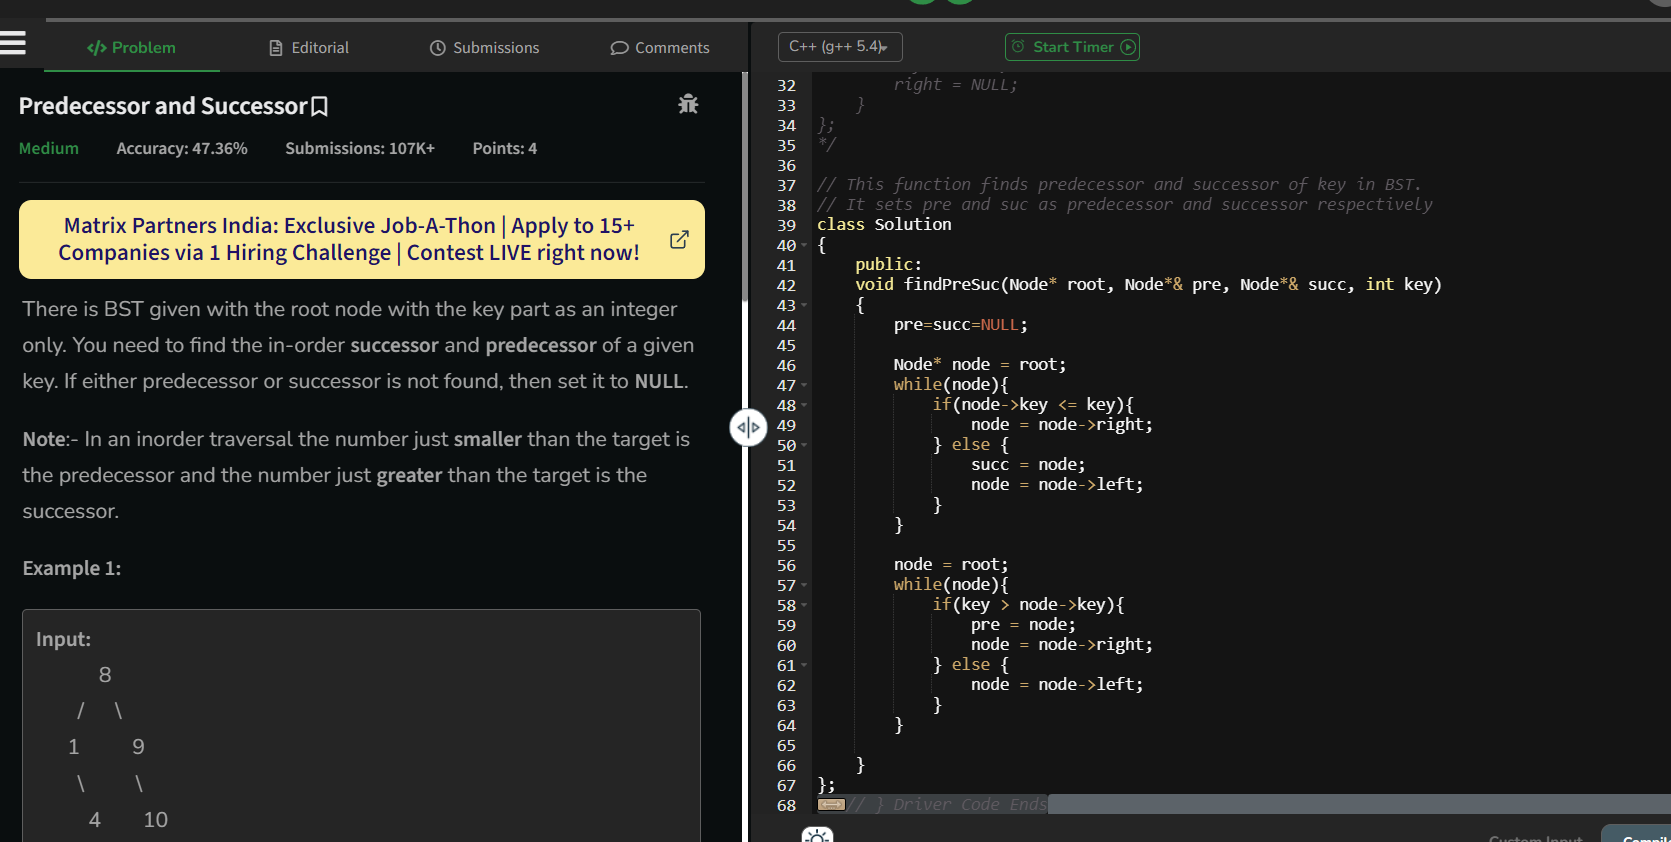 Problem
Editorial
Submissions
Comments
C++ (g++ 5.4)
Start Timer
Predecessor and Successor
Medium Accuracy: 47.36% Submissions: 107K+ Points: 4
Matrix Partners India: Exclusive Job-A-Thon | Apply to 15+
Companies via 1 Hiring Challenge | Contest LIVE right now!
There is BST given with the root node with the key part as an integer
only. You need to find the in-order successor and predecessor of a given
key. If either predecessor or successor is not found, then set it to NULL.
Note:- In an inorder traversal the number just smaller than the target is
the predecessor and the number just greater than the target is the
successor.
Example 1:
Input:
8
/ \
1 9
\ \
4 10
32 right = NULL;
33 }
34 };
35 */
36
37 // This function finds predecessor and successor of key in BST.
38 // It sets pre and suc as predecessor and successor respectively
39 class Solution
40 {
41 public:
42 void findPreSuc(Node* root, Node*& pre, Node*& succ, int key)
43 {
44 pre=succ=NULL;
45
46 Node* node = root;
47 while(node){
48 if(node->key <= key){
49 node = node->right;
50 } else {
51 succ = node;
52 node = node->left;
53 }
54 }
55
56 node = root;
57 while(node){
58 if(key > node->key){
59 pre = node;
60 node = node->right;
61 } else {
62 node = node->left;
63 }
64 }
65
66 }
67 };
68 // } Driver Code Ends
Custom Input